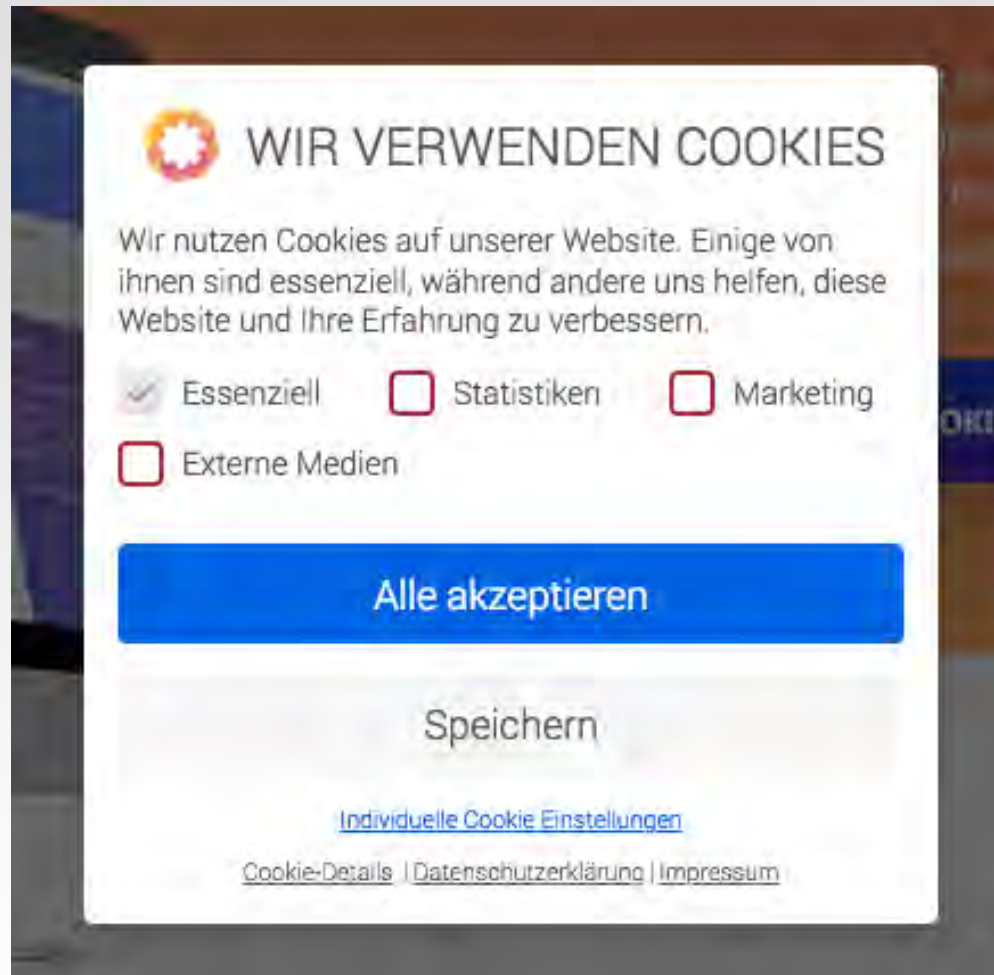 WIR VERWENDEN COOKIES
Wir nutzen Cookies auf unserer Website. Einige von
ihnen sind essenziell, während andere uns helfen, diese
Website und Ihre Erfahrung zu verbessern.
Essenziell Statistiken Marketing
Externe Medien
Alle akzeptieren
Speichern
Individuelle Cookie Einstellungen
Cookie-Details | Datenschutzerklärung | Impressum